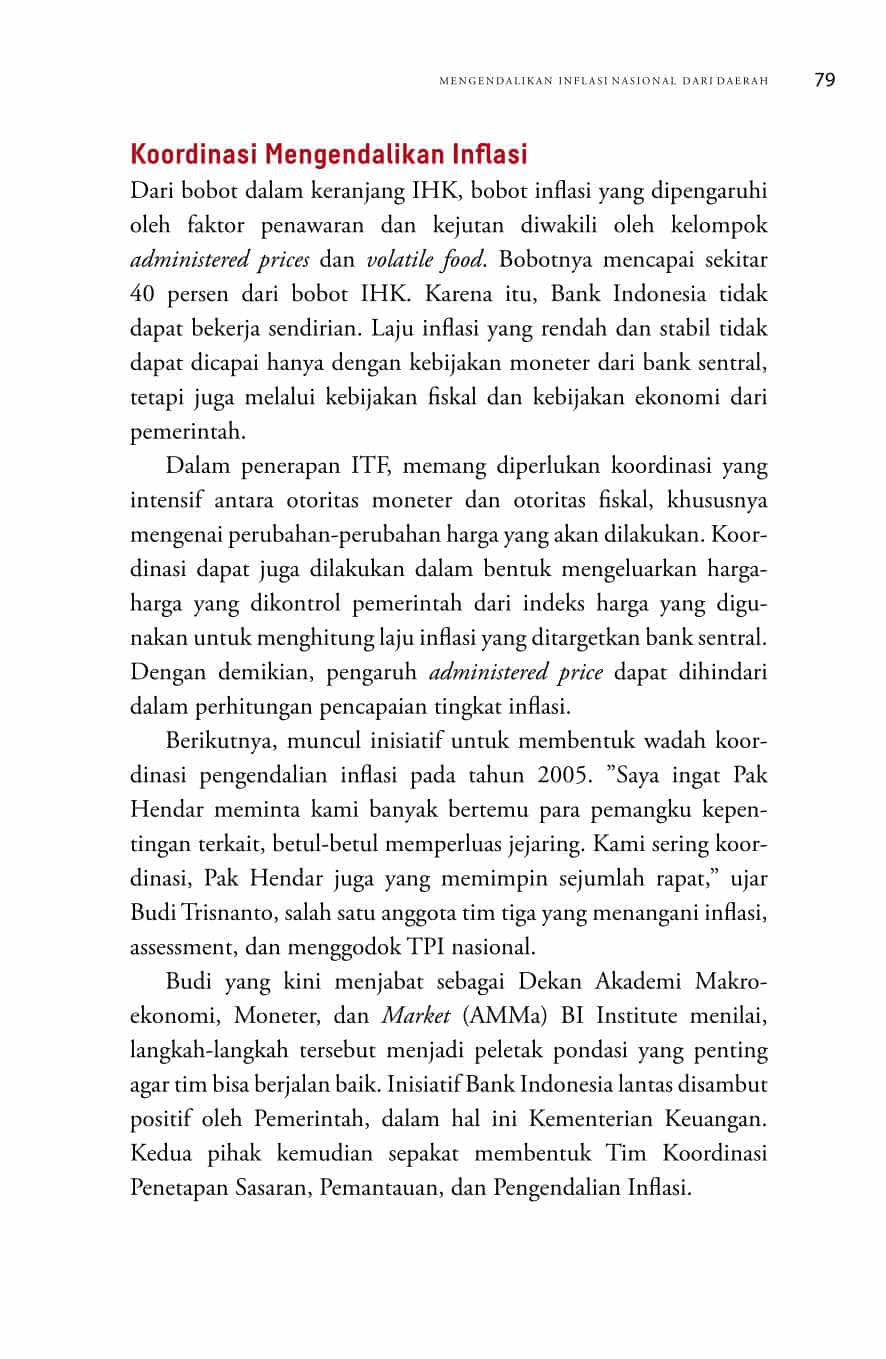 MENGENDALIKAN INFLASI NASIONAL DARI DAERAH 79
Koordinasi Mengendalikan Inflasi
Dari bobot dalam keranjang IHK, bobot inflasi yang dipengaruhi
oleh faktor penawaran dan kejutan diwakili oleh kelompok
administered prices dan volatile food. Bobotnya mencapai sekitar
40 persen dari bobot IHK. Karena itu, Bank Indonesia tidak
dapat bekerja sendirian. Laju inflasi yang rendah dan stabil tidak
dapat dicapai hanya dengan kebijakan moneter dari bank sentral,
tetapi juga melalui kebijakan fiskal dan kebijakan ekonomi dari
pemerintah.
Dalam penerapan ITF, memang diperlukan koordinasi yang
intensif antara otoritas moneter dan otoritas fiskal, khususnya
mengenai perubahan-perubahan harga yang akan dilakukan. Koor-
dinasi dapat juga dilakukan dalam bentuk mengeluarkan harga-
harga yang dikontrol pemerintah dari indeks harga yang digu-
nakan untuk menghitung laju inflasi yang ditargetkan bank sentral.
Dengan demikian, pengaruh administered price dapat dihindari
dalam perhitungan pencapaian tingkat inflasi.
Berikutnya, muncul inisiatif untuk membentuk wadah koor-
dinasi pengendalian inflasi pada tahun 2005. ”Saya ingat Pak
Hendar meminta kami banyak bertemu para pemangku kepen-
tingan terkait, betul-betul memperluas jejaring. Kami sering koor-
dinasi, Pak Hendar juga yang memimpin sejumlah rapat,” ujar
Budi Trisnanto, salah satu anggota tim tiga yang menangani inflasi,
assessment, dan menggodok TPI nasional.
Budi yang kini menjabat sebagai Dekan Akademi Makro-
ekonomi, Moneter, dan Market (AMMa) BI Institute menilai,
langkah-langkah tersebut menjadi peletak pondasi yang penting
agar tim bisa berjalan baik. Inisiatif Bank Indonesia lantas disambut
positif oleh Pemerintah, dalam hal ini Kementerian Keuangan.
Kedua pihak kemudian sepakat membentuk Tim Koordinasi
Penetapan Sasaran, Pemantauan, dan Pengendalian Inflasi.